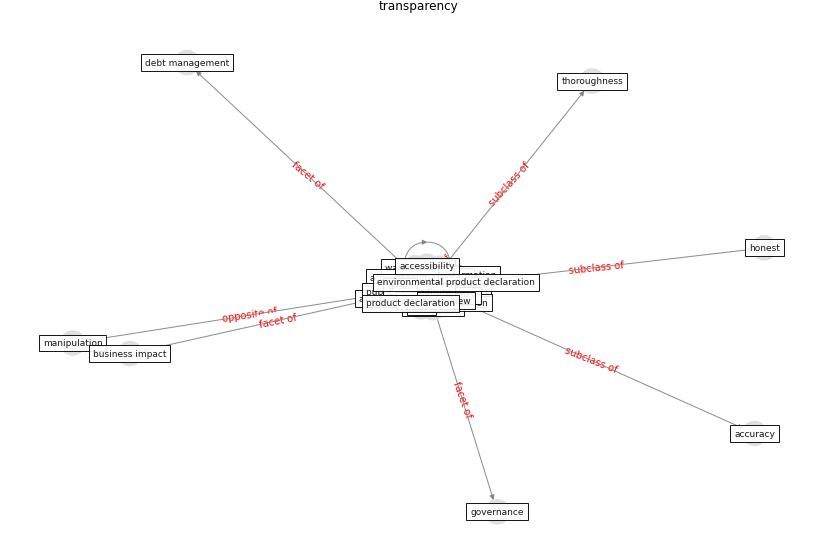 transparency
debt management
thoroughness
facet of
subclass of
honest
subclass of
accessibility
environmental product declaration
product declaration
opposite of
facet of
manipulation
business impact
subclass of
facet of
accuracy
governance